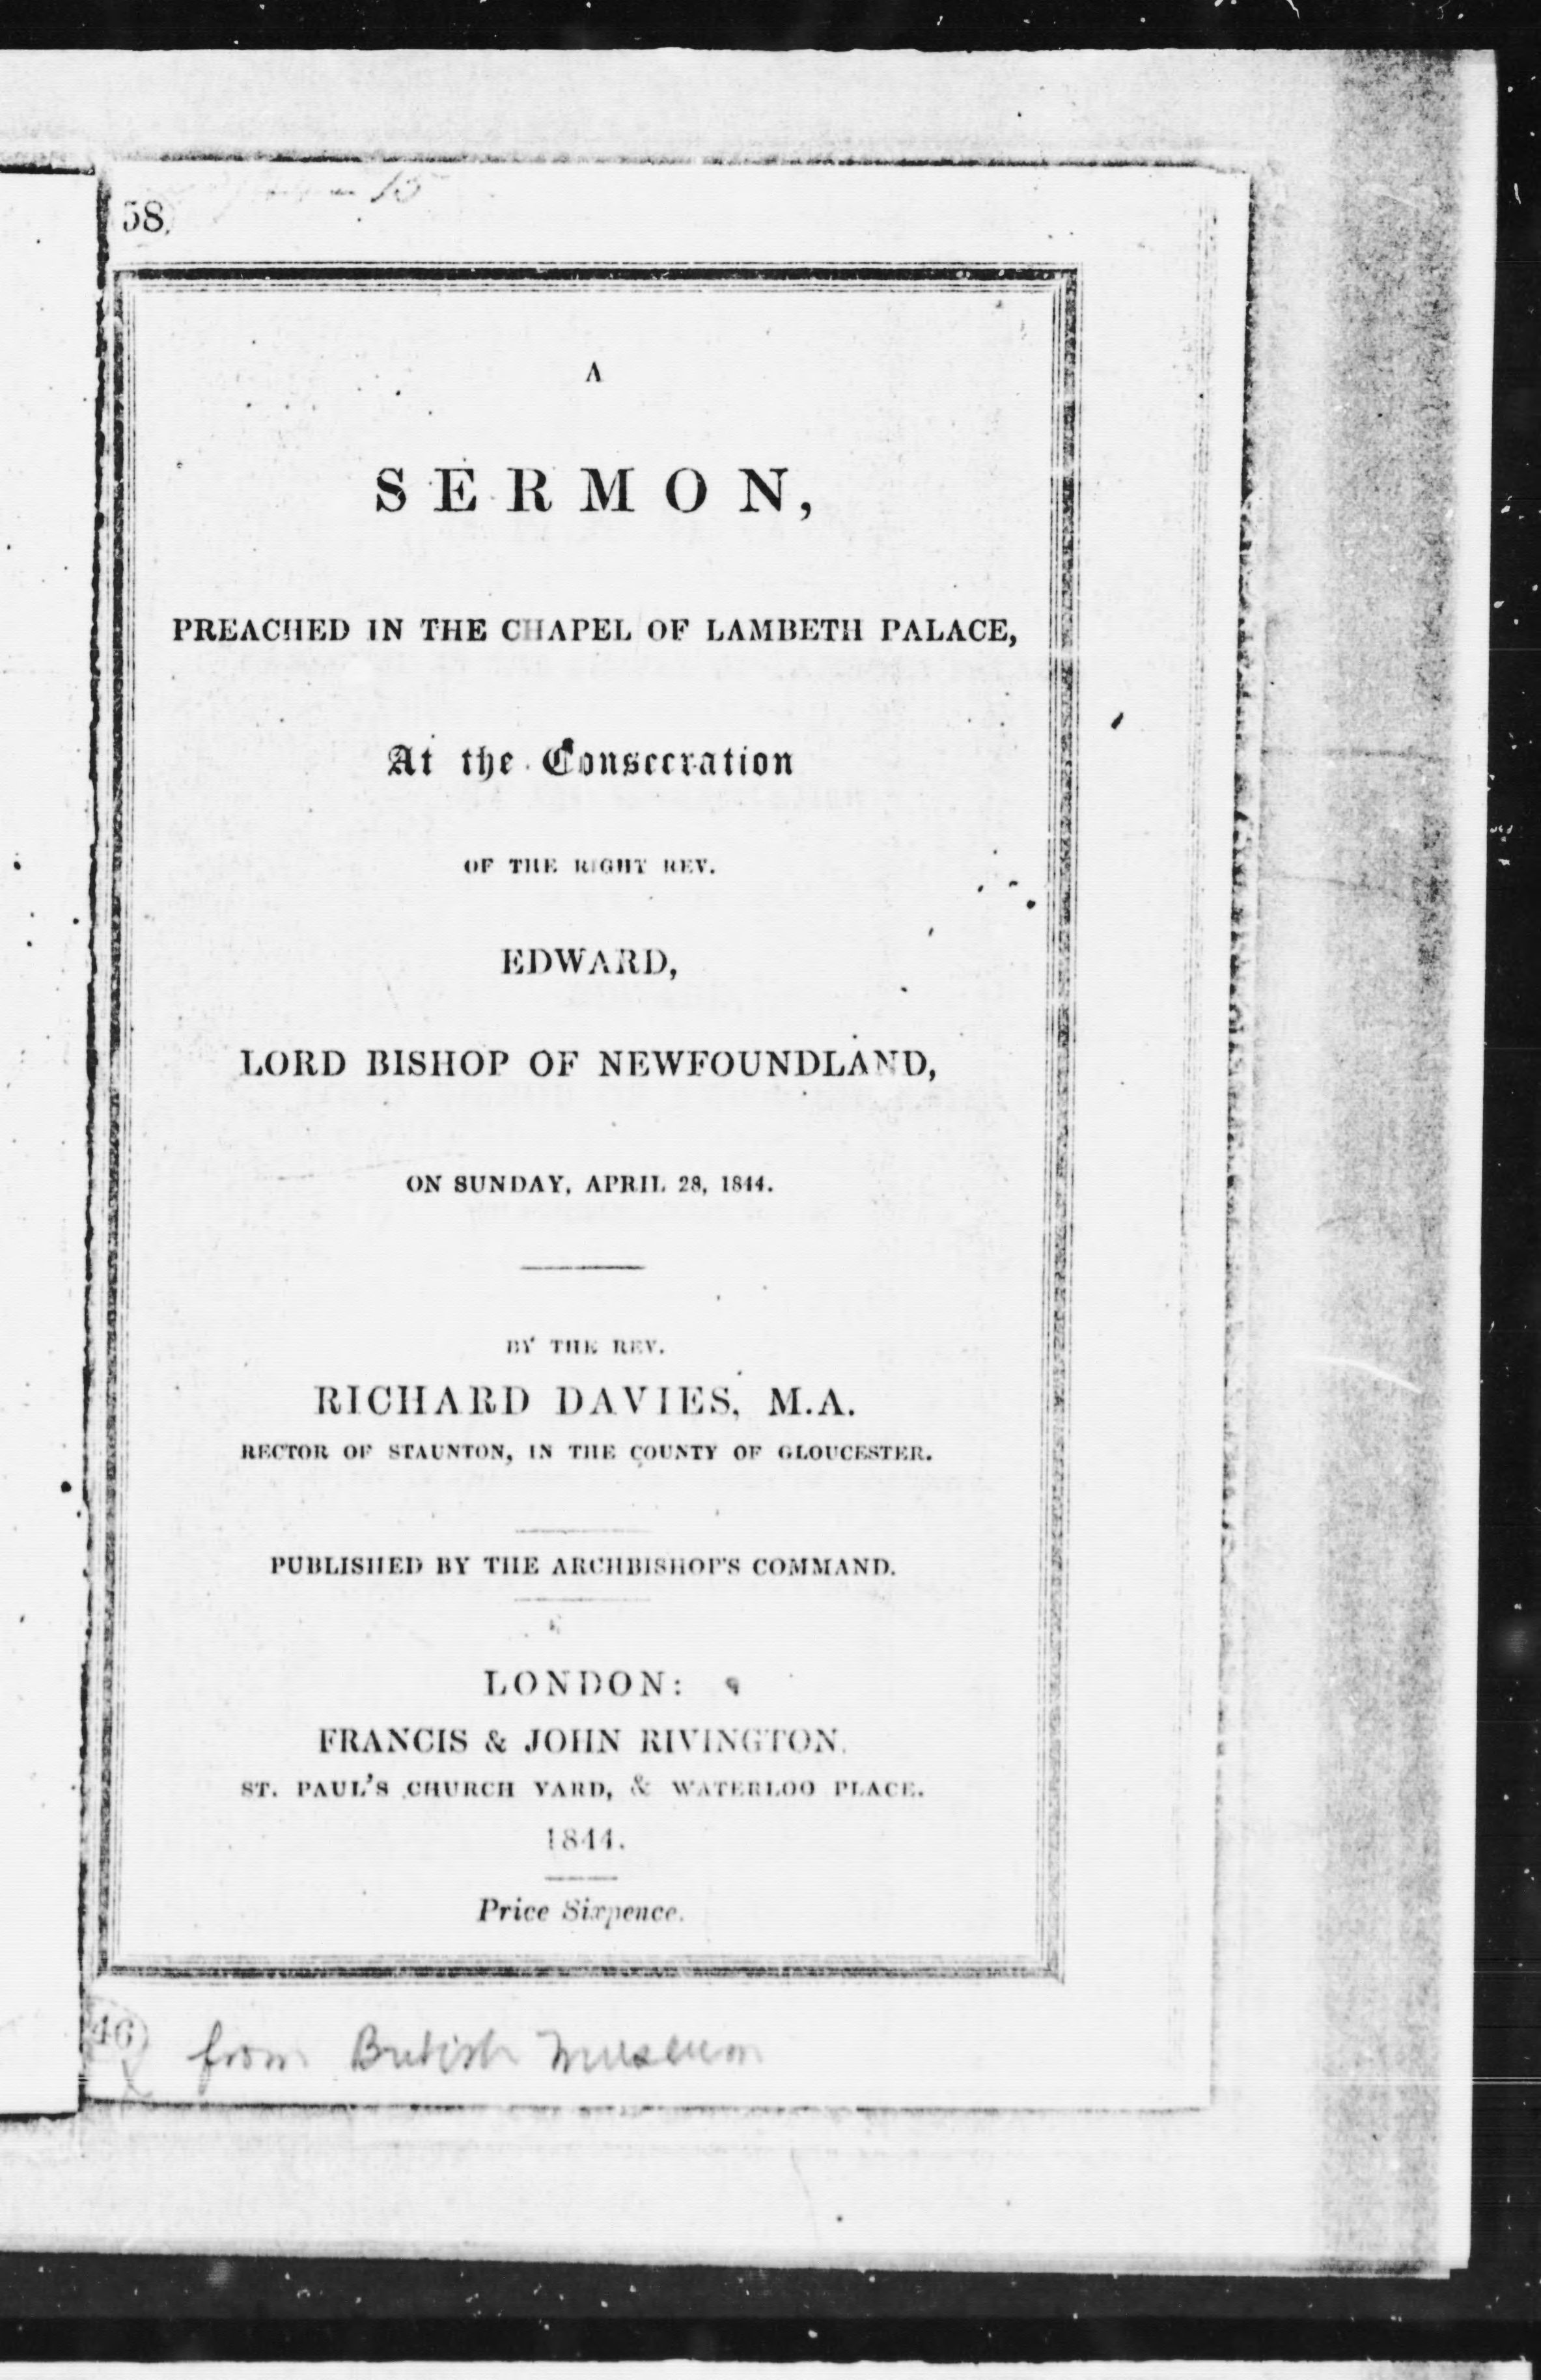 58
15
A
SERMON,
PREACHED IN THE CHAPEL OF LAMBETH PALACE,
At the Consecration
OF THE RIGHT REV.
EDWARD,
LORD BISHOP OF NEWFOUNDLAND,
ON SUNDAY, APRIL 28, 1844.
BY THE REV.
RICHARD DAVIES, M.A.
RECTOR OF STAUNTON, IN THE COUNTY OF GLOUCESTER.
PUBLISHED BY THE ARCHBISHOP'S COMMAND.
LONDON:
FRANCIS & JOHN RIVINGTON,
ST. PAUL'S CHURCH YARD, & WATERLOO PLACE.
1844.
Price Sixpence.
46
from British Museum